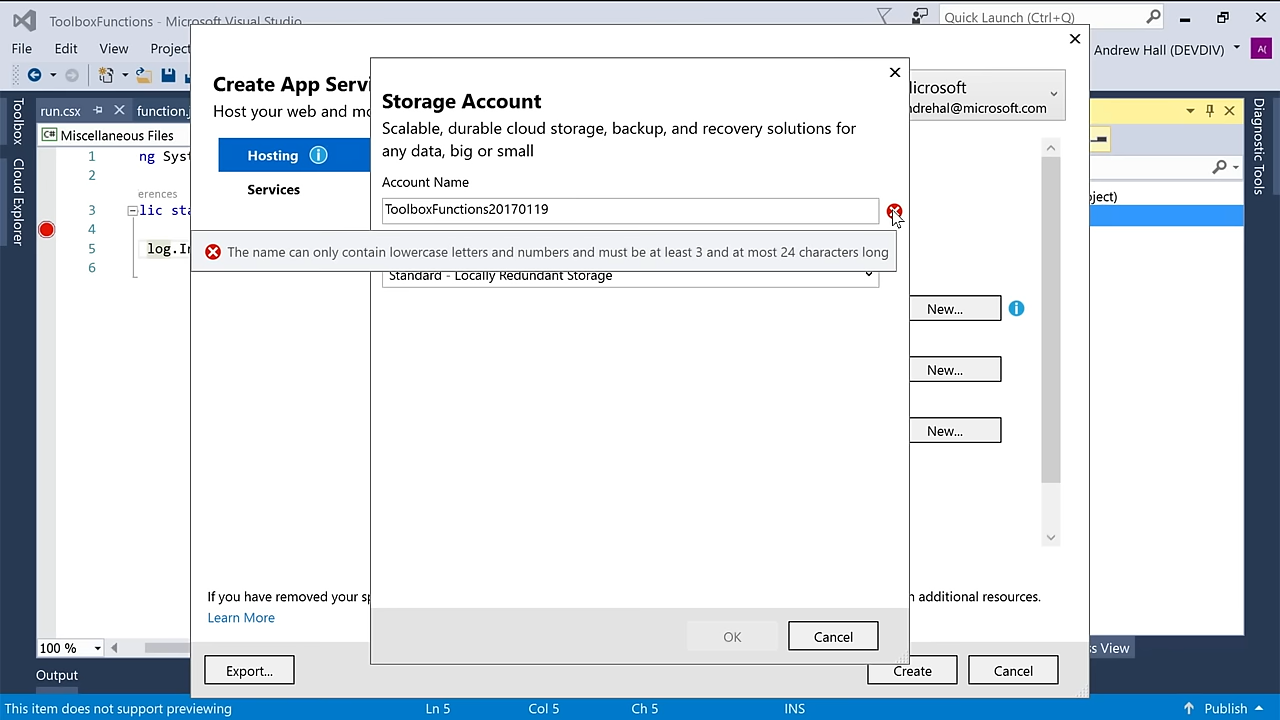 ToolboxFunctions - Microsoft Visual Studio
Quick Launch (Ctrl+Q)
File Edit View Project
Andrew Hall (DEVDIV)
A(
Create App Servi
Host your web and mo
licrosoft
ndrehal@microsoft.com
Toolbox
Cloud Explorer
Diagnostic Tools
run.csx
function.j
C# Miscellaneous Files
1 ng Syst
2
erences
3 lic sta
4
5 log.In
6
Hosting
Services
Storage Account
Scalable, durable cloud storage, backup, and recovery solutions for
any data, big or small
Account Name
ToolboxFunctions20170119
The name can only contain lowercase letters and numbers and must be at least 3 and at most 24 characters long
Standard - Locally Redundant Storage
ject)
New...
New...
New...
If you have removed your sp
n additional resources.
Learn More
OK
Cancel
100 %
s View
Export...
Create
Cancel
Output
This item does not support previewing
Ln 5
Col 5
Ch 5
INS
Publish